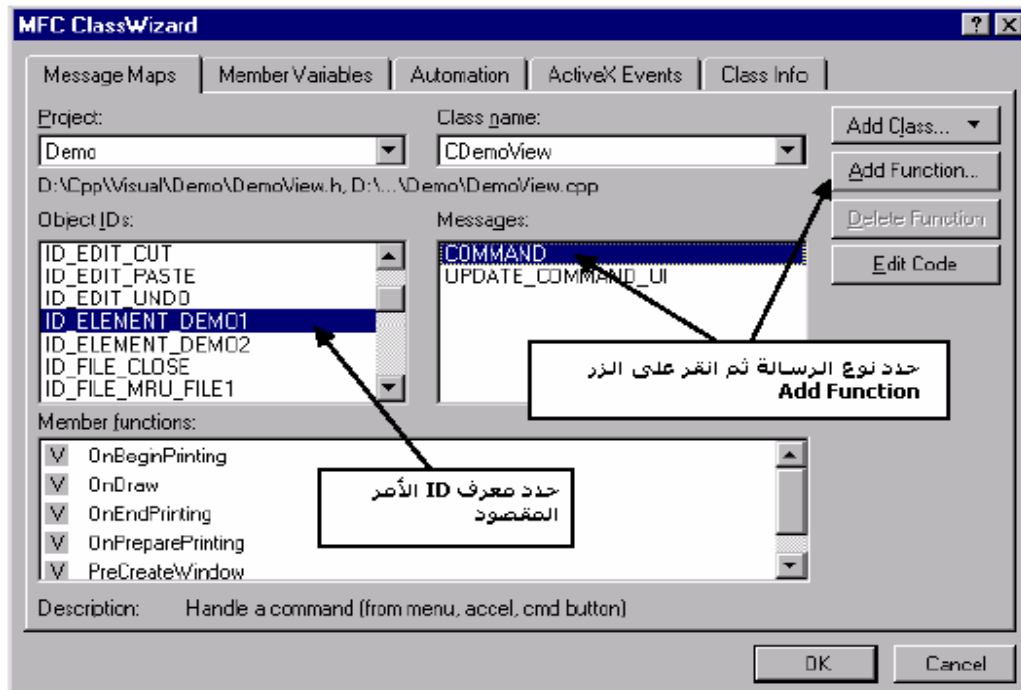 MFC ClassWizard
Message Maps
Member Variables
Automation
ActiveX Events
Class Info
Project:
Class name:
Add Class...
Demo
CDemoView
Add Function...
D:\Cpp\Visual\Demo\DemoView.h, D:\...\Demo\DemoView.cpp
Object IDs:
Messages:
Delete Function
ID_EDIT_CUT
ID_EDIT_PASTE
ID_EDIT_UNDO
ID_ELEMENT_DEMO1
ID_ELEMENT_DEMO2
ID_FILE_CLOSE
ID_FILE_MRU_FILE1
COMMAND
UPDATE_COMMAND_UI
Edit Code
حدد نوع الرسالة ثم انقر على الزر
Add Function
Member functions:
V OnBeginPrinting
V OnDraw
V OnEndPrinting
V OnPreparePrinting
V PreCreateWindow
حدد معرف ID الأمر
المقصود
Description: Handle a command (from menu, accel, cmd button)
OK
Cancel